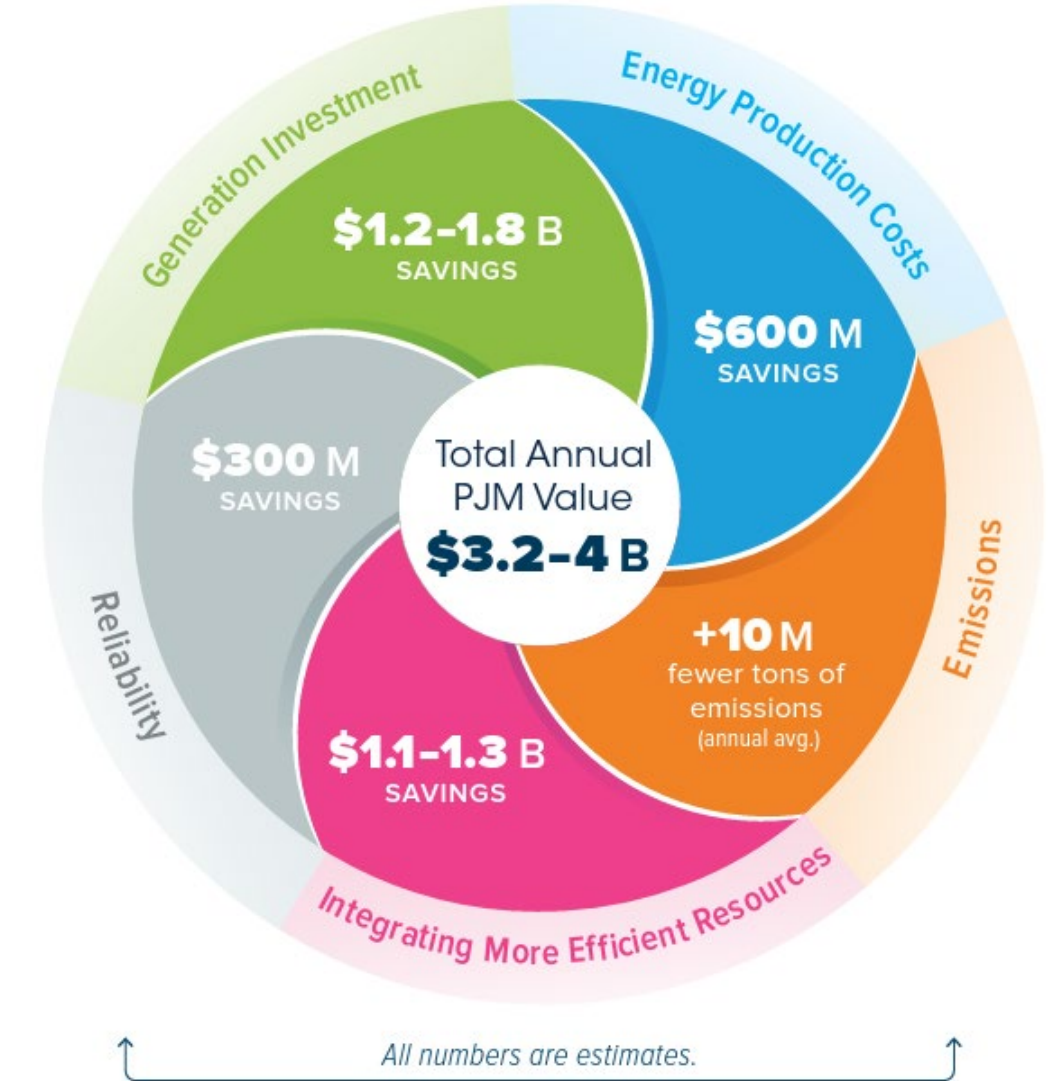 Generation Investment
$1.2–1.8 B
SAVINGS
Energy Production Costs
$600 M
SAVINGS
Emissions
+10 M
fewer tons of
emissions
(annual avg.)
Integrating More Efficient Resources
$1.1–1.3 B
SAVINGS
Reliability
$300 M
SAVINGS
Total Annual
PJM Value
$3.2–4 B
All numbers are estimates.